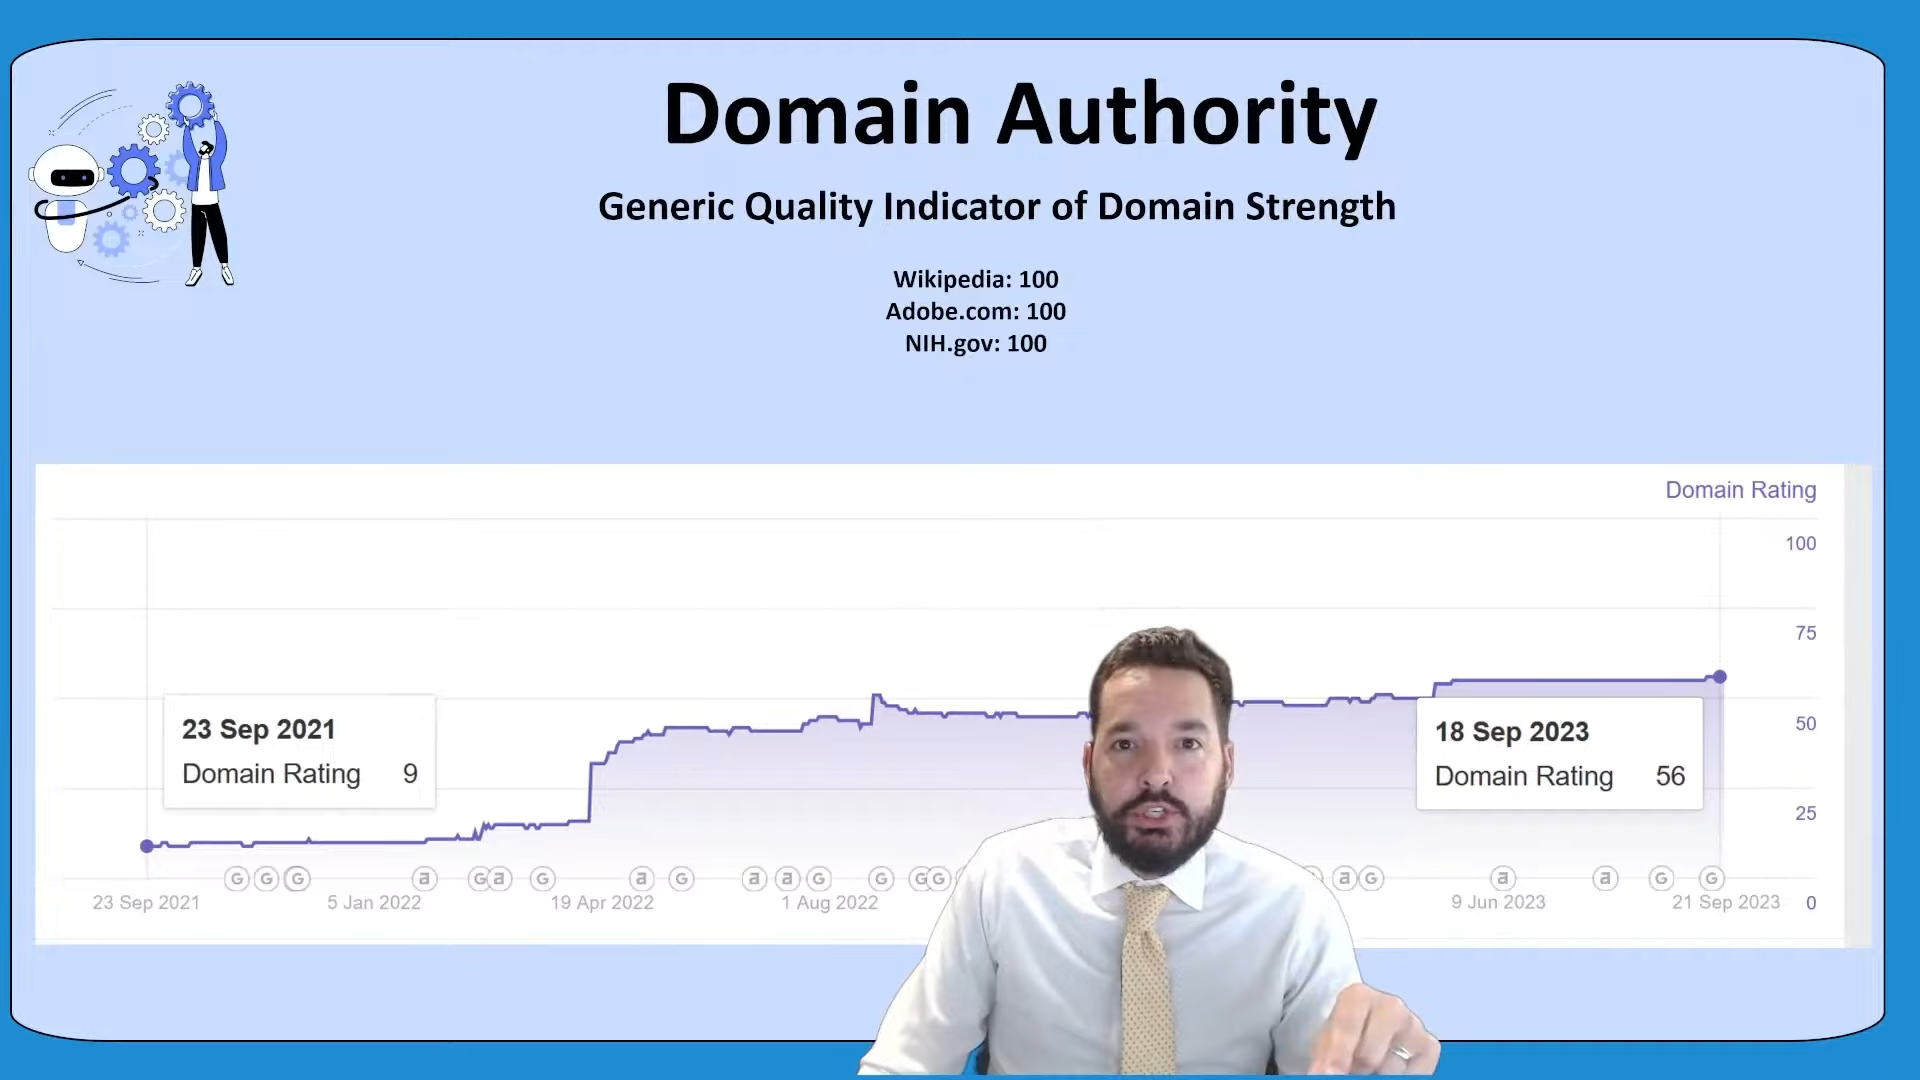 Domain Authority
Generic Quality Indicator of Domain Strength
Wikipedia: 100
Adobe.com: 100
NIH.gov: 100
Domain Rating
100
75
50
25
0
23 Sep 2021
Domain Rating 9
18 Sep 2023
Domain Rating 56
G G G a G a G a G a a G G G G a G a a G G
23 Sep 2021 5 Jan 2022 19 Apr 2022 1 Aug 2022 9 Jun 2023 21 Sep 2023